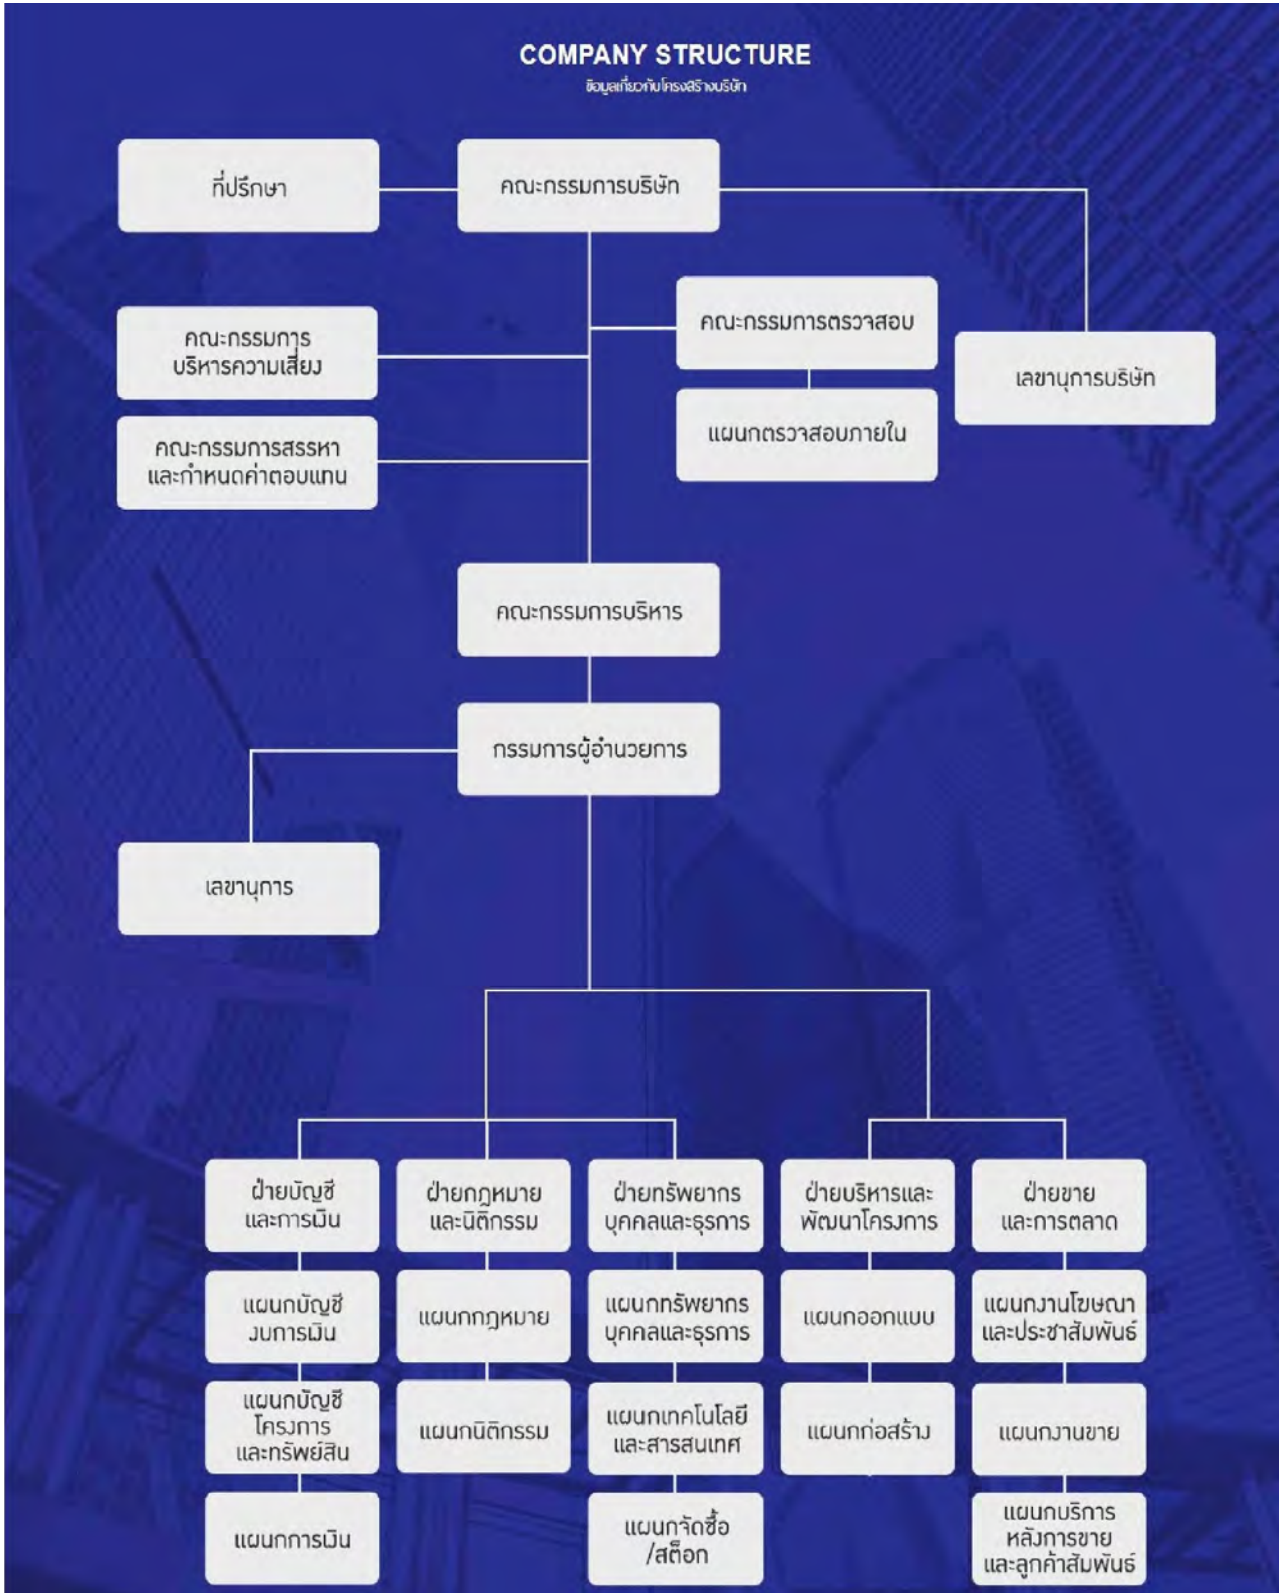 COMPANY STRUCTURE
ข้อมูลเกี่ยวกับโครงสร้างบริษัท
ที่ปรึกษา
คณะกรรมการบริษัท
คณะกรรมการตรวจสอบ
คณะกรรมการ
บริหารความเสี่ยง
เลขานุการบริษัท
แผนกตรวจสอบภายใน
คณะกรรมการสรรหา
และกำหนดค่าตอบแทน
คณะกรรมการบริหาร
กรรมการผู้อำนวยการ
เลขานุการ
ฝ่ายบัญชี
และการเงิน
ฝ่ายกฎหมาย
และนิติกรรม
ฝ่ายทรัพยากร
บุคคลและธุรการ
ฝ่ายบริหารและ
พัฒนาโครงการ
ฝ่ายขาย
และการตลาด
แผนกบัญชี
งบการเงิน
แผนกกฎหมาย
แผนกทรัพยากร
บุคคลและธุรการ
แผนกออกแบบ
แผนกงานโฆษณา
และประชาสัมพันธ์
แผนกบัญชี
โครงการ
และทรัพย์สิน
แผนกนิติกรรม
แผนกเทคโนโลยี
และสารสนเทศ
แผนกก่อสร้าง
แผนกงานขาย
แผนกการเงิน
แผนกจัดซื้อ
/สต็อก
แผนกบริการ
หลังการขาย
และลูกค้าสัมพันธ์